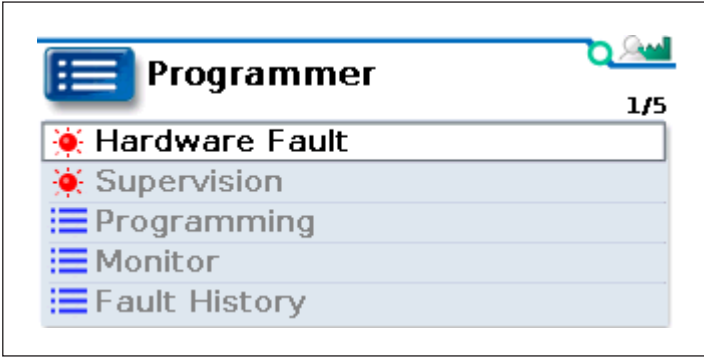 Programmer
1/5
Hardware Fault
Supervision
Programming
Monitor
Fault History